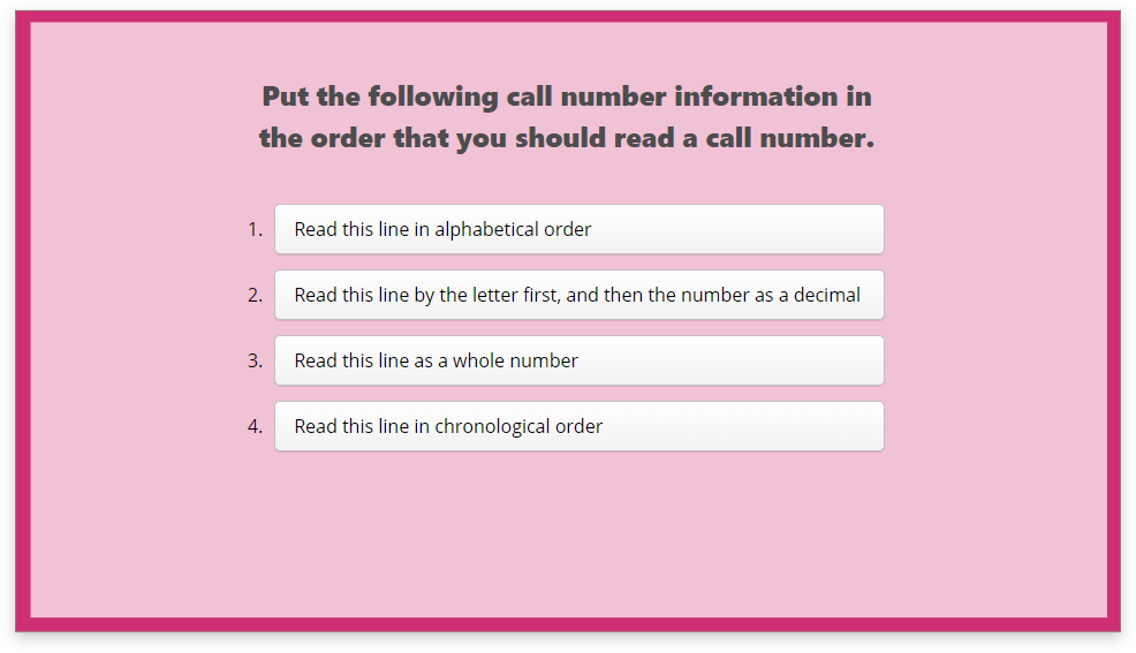 Put the following call number information in
the order that you should read a call number.
1. Read this line in alphabetical order
2. Read this line by the letter first, and then the number as a decimal
3. Read this line as a whole number
4. Read this line in chronological order